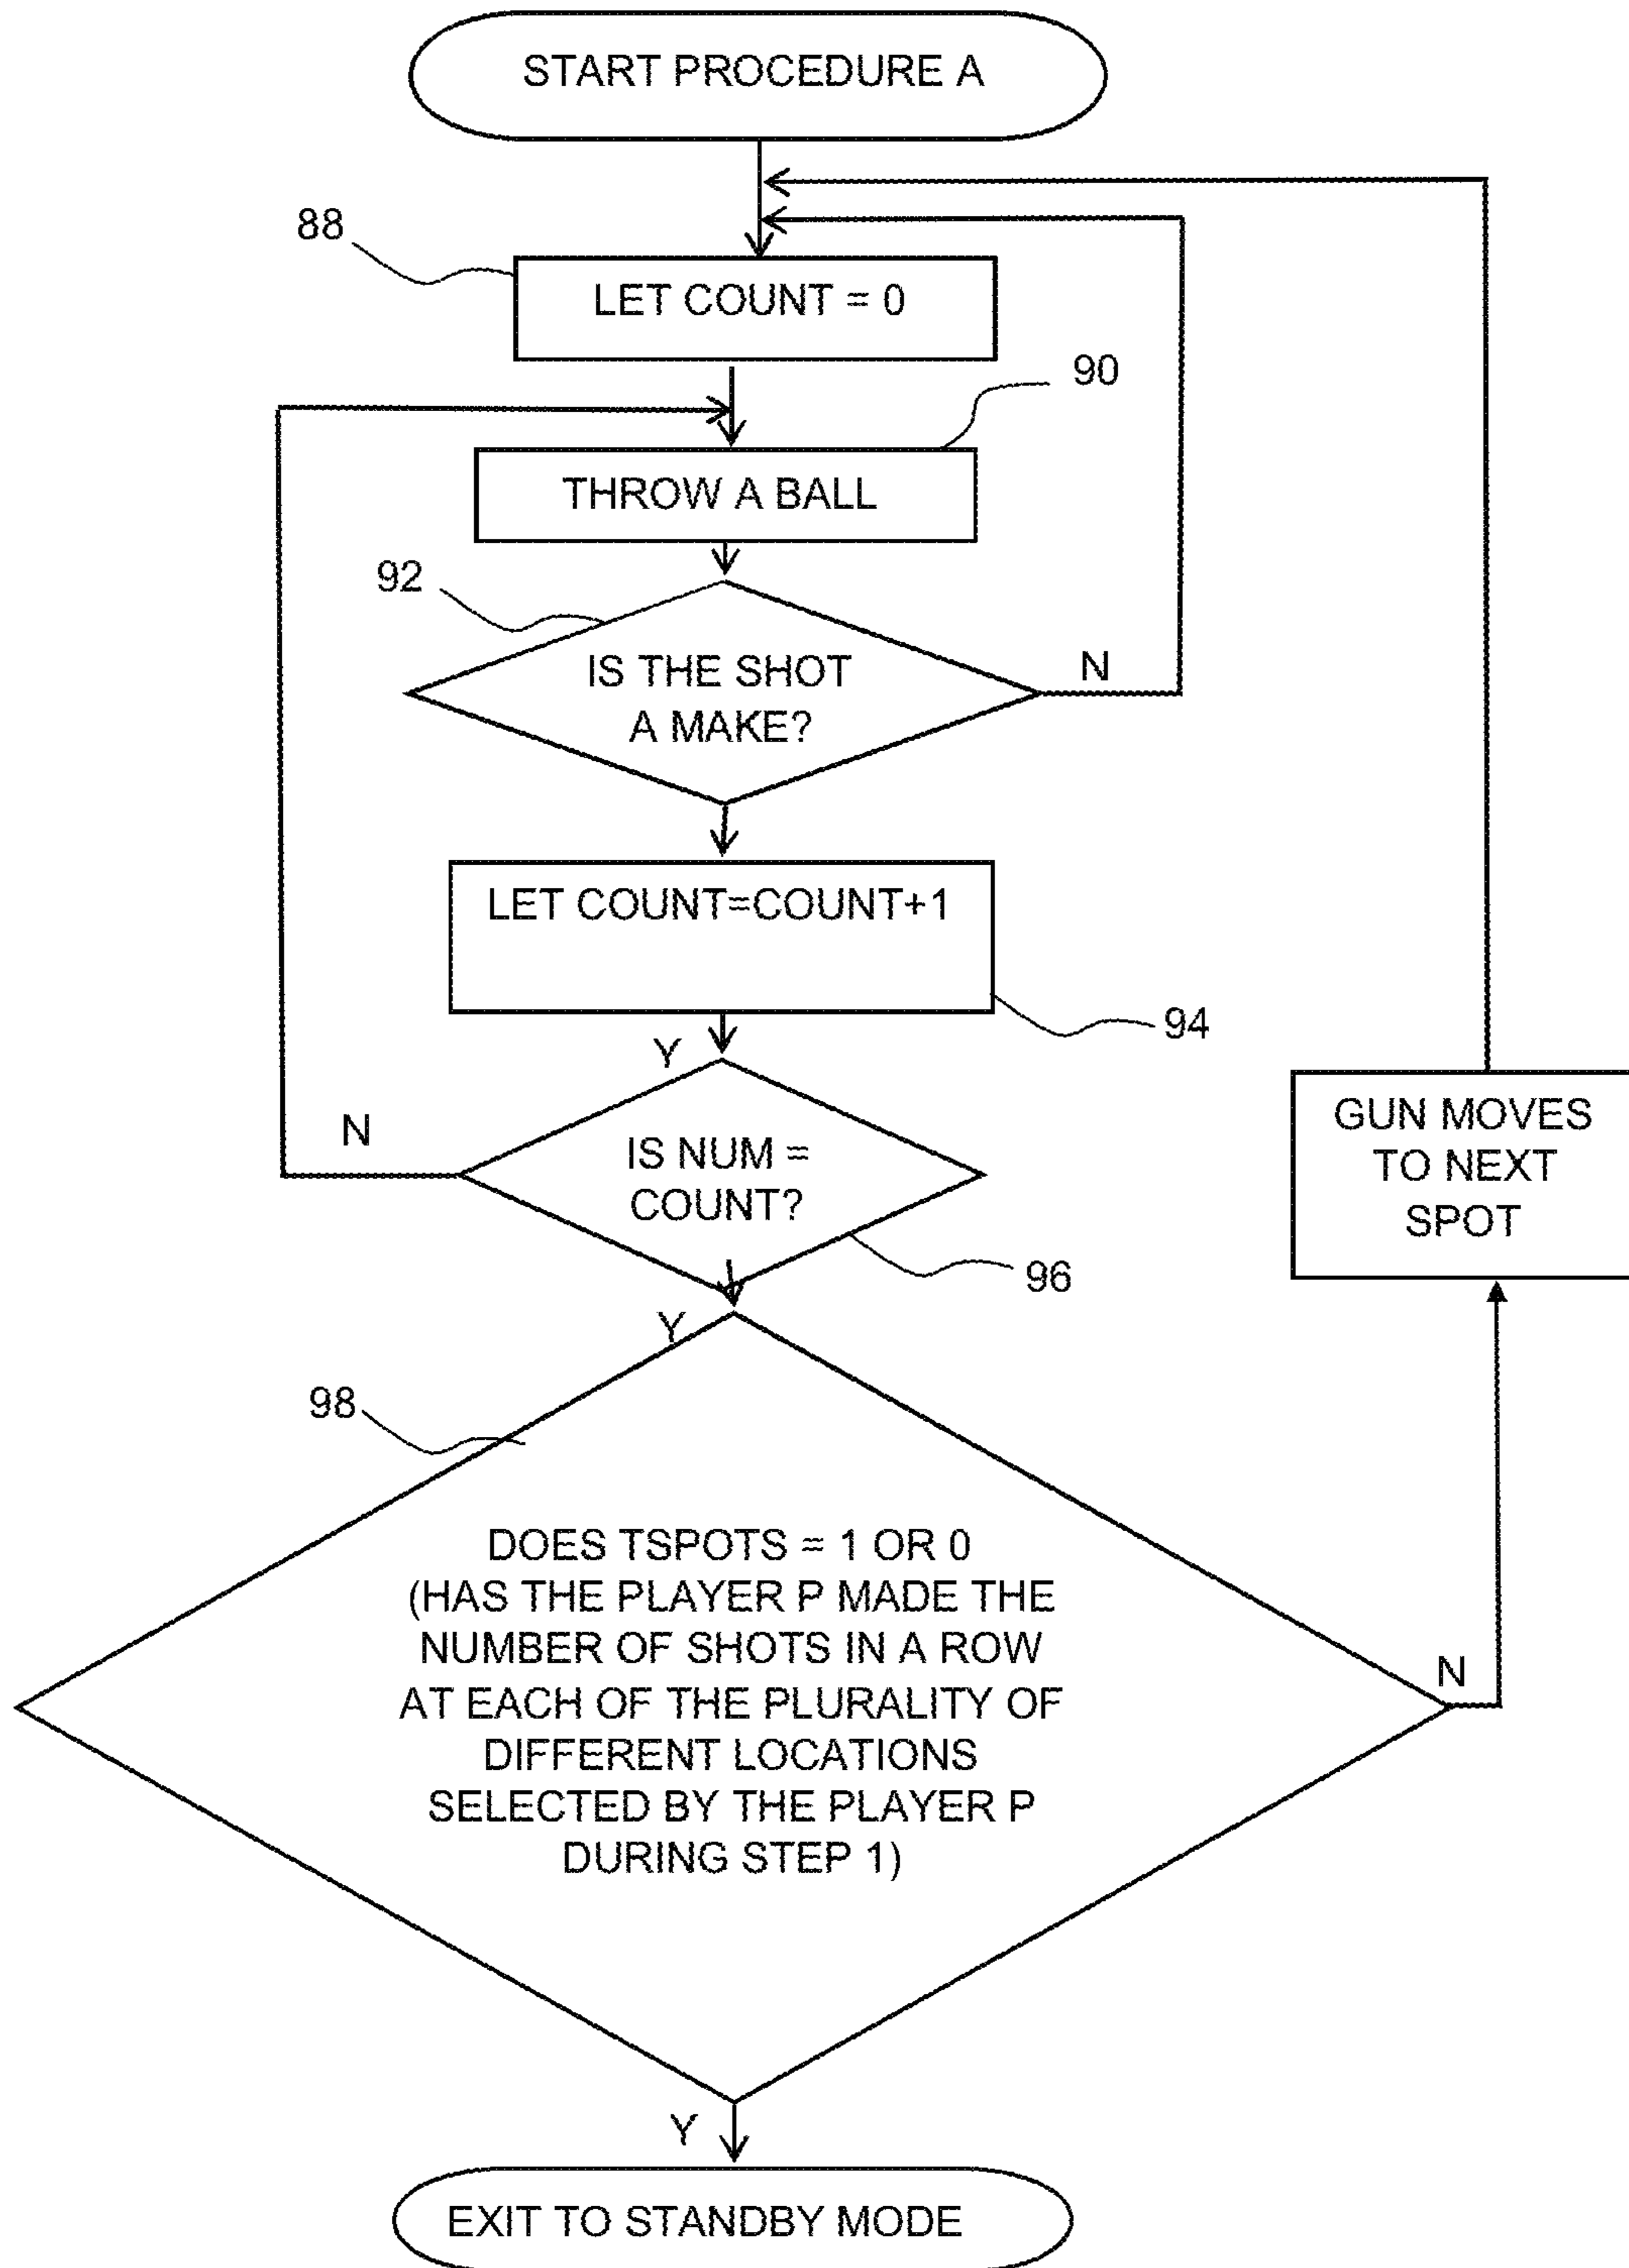 START PROCEDURE A
88
LET COUNT = 0
90
THROW A BALL
92
IS THE SHOT
A MAKE?
N
LET COUNT=COUNT+1
94
Y
N
IS NUM =
COUNT?
96
GUN MOVES
TO NEXT
SPOT
Y
98
DOES TSPOTS = 1 OR 0
(HAS THE PLAYER P MADE THE
NUMBER OF SHOTS IN A ROW
AT EACH OF THE PLURALITY OF
DIFFERENT LOCATIONS
SELECTED BY THE PLAYER P
DURING STEP 1)
N
Y
EXIT TO STANDBY MODE